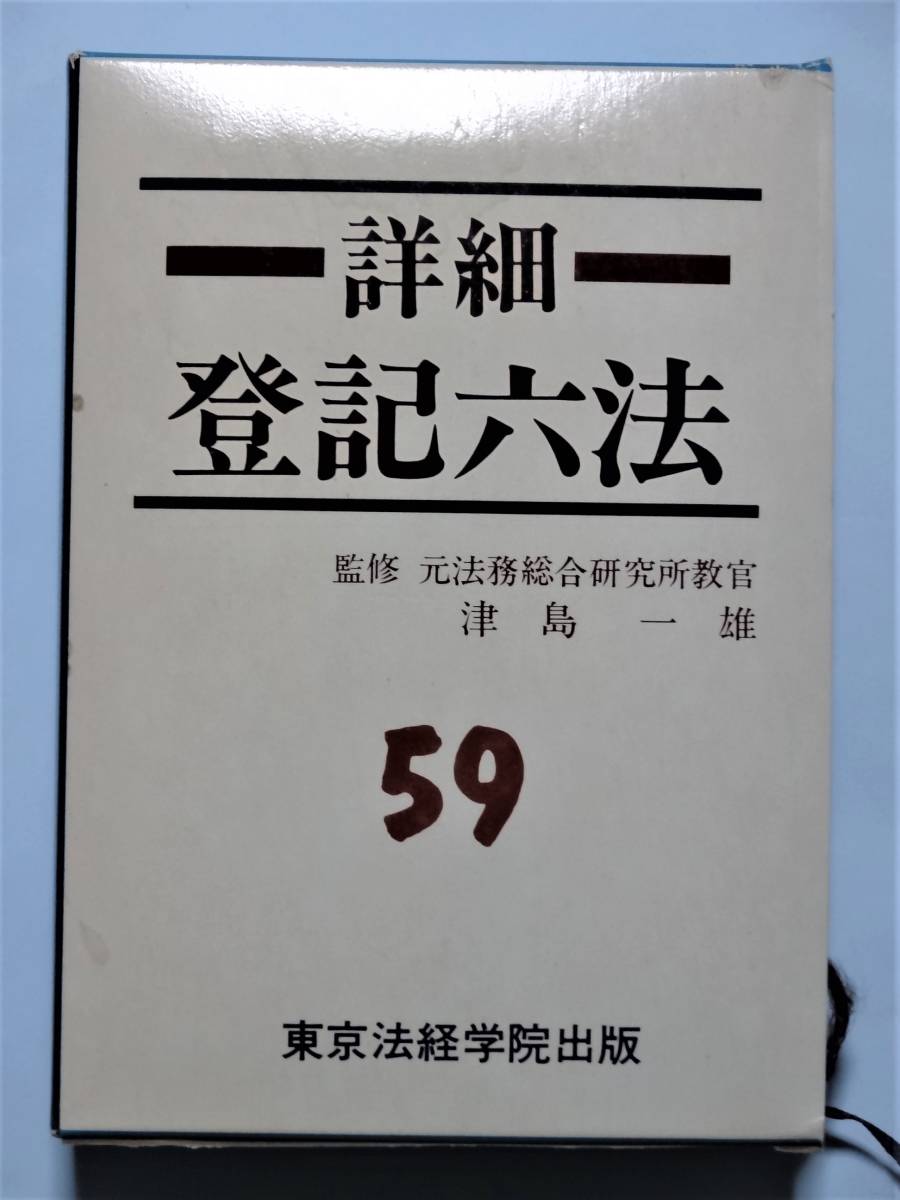 詳細
登記六法
監修 元法務総合研究所教官
津島 一雄
59
東京法経学院出版